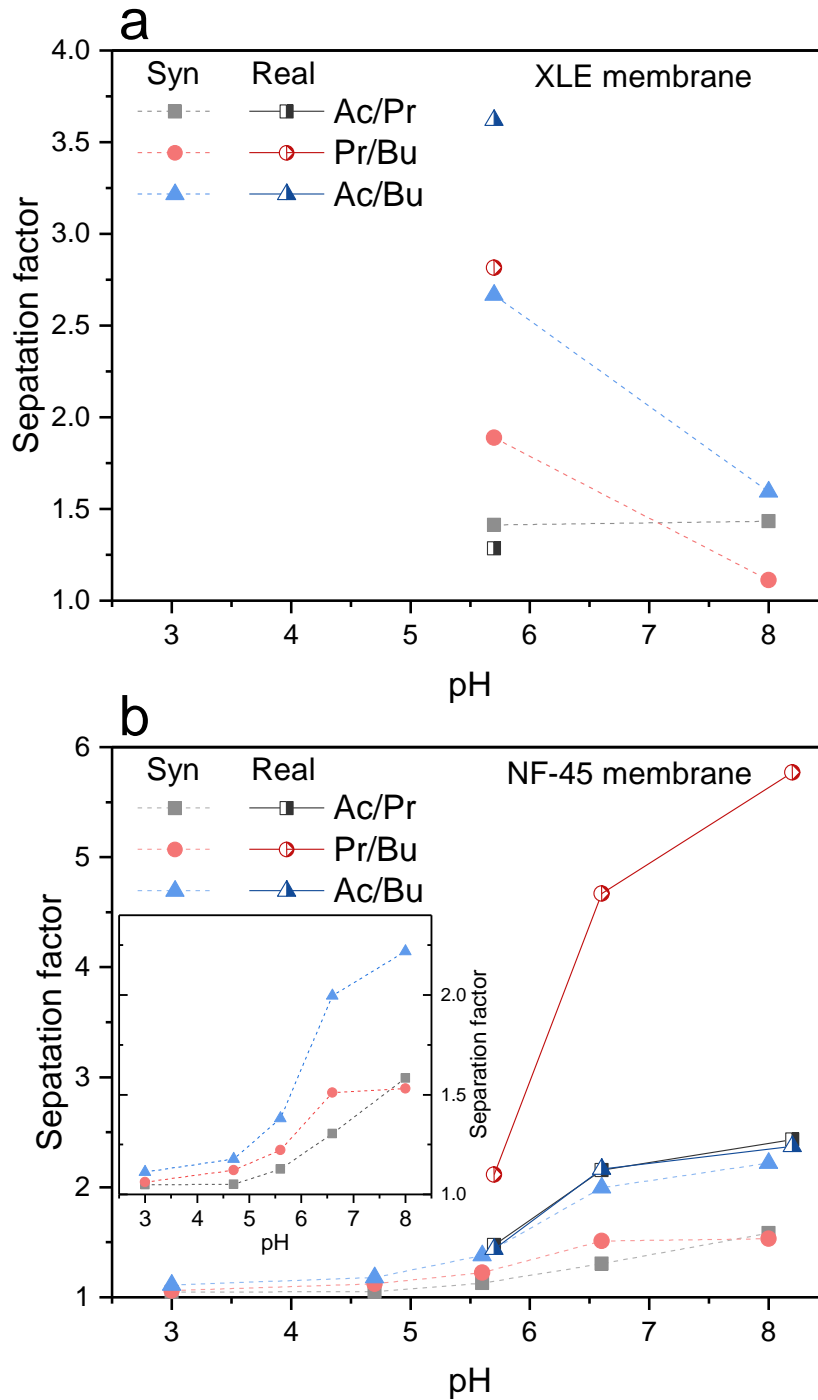 a
4.0
3.5
3.0
2.5
2.0
1.5
1.0
Sepatation factor
Syn Real
Ac/Pr
Pr/Bu
Ac/Bu
XLE membrane
3 4 5 6 7 8
pH
b
6
5
4
3
2
1
Sepatation factor
Syn Real
Ac/Pr
Pr/Bu
Ac/Bu
NF-45 membrane
2.0
1.5
1.0
Separation factor
3 4 5 6 7 8
pH
3 4 5 6 7 8
pH